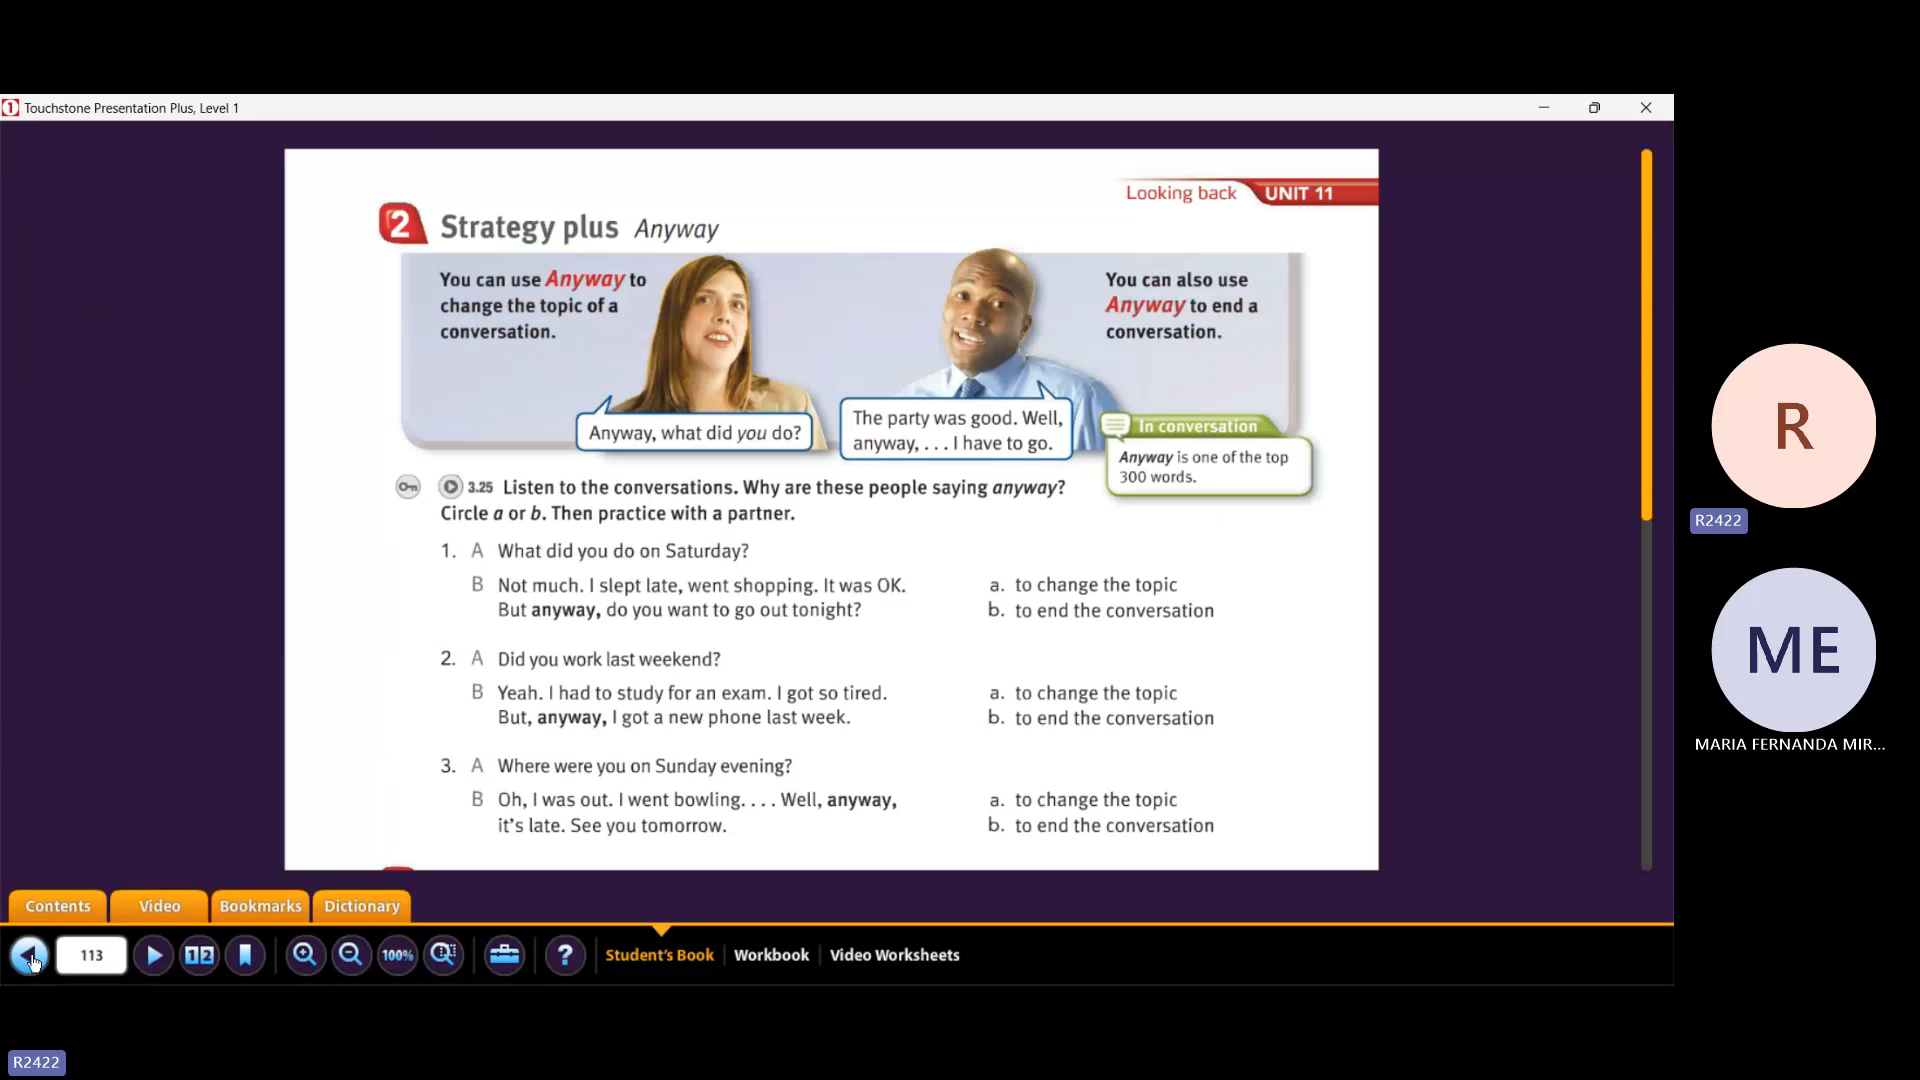 Touchstone Presentation Plus, Level 1
Looking back UNIT 11
2 Strategy plus Anyway
You can use Anyway to
change the topic of a
conversation.
You can also use
Anyway to end a
conversation.
Anyway, what did you do?
The party was good. Well,
anyway, . . . I have to go.
In conversation
Anyway is one of the top
300 words.
3.25 Listen to the conversations. Why are these people saying anyway?
Circle a or b. Then practice with a partner.
1. A What did you do on Saturday?
B Not much. I slept late, went shopping. It was OK.
But anyway, do you want to go out tonight?
a. to change the topic
b. to end the conversation
2. A Did you work last weekend?
B Yeah. I had to study for an exam. I got so tired.
But, anyway, I got a new phone last week.
a. to change the topic
b. to end the conversation
3. A Where were you on Sunday evening?
B Oh, I was out. I went bowling. . . . Well, anyway,
it's late. See you tomorrow.
a. to change the topic
b. to end the conversation
Contents Video Bookmarks Dictionary
113 12 100% ? Student's Book Workbook Video Worksheets
R
R2422
ME
MARIA FERNANDA MIR...
R2422